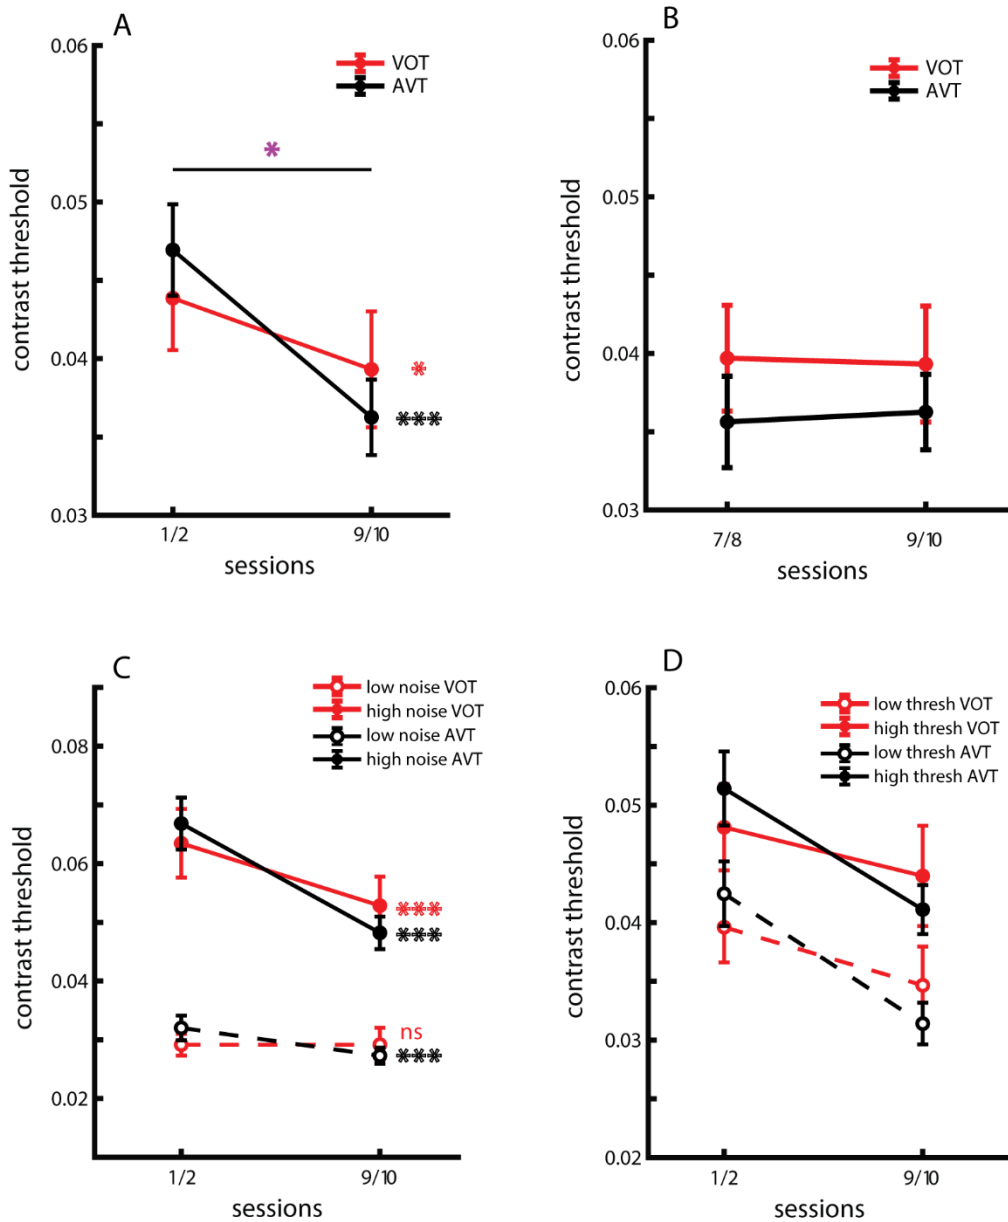 A
0.06
VOT
AVT
*
0.05
contrast threshold
0.04
*
***
0.03
1/2
9/10
sessions
B
0.06
VOT
AVT
0.05
contrast threshold
0.04
0.03
7/8
9/10
sessions
C
low noise VOT
high noise VOT
low noise AVT
high noise AVT
0.08
contrast threshold
0.06
***
***
0.04
ns
***
0.02
1/2
9/10
sessions
D
0.06
low thresh VOT
high thresh VOT
low thresh AVT
high thresh AVT
0.05
contrast threshold
0.04
0.03
0.02
1/2
9/10
sessions